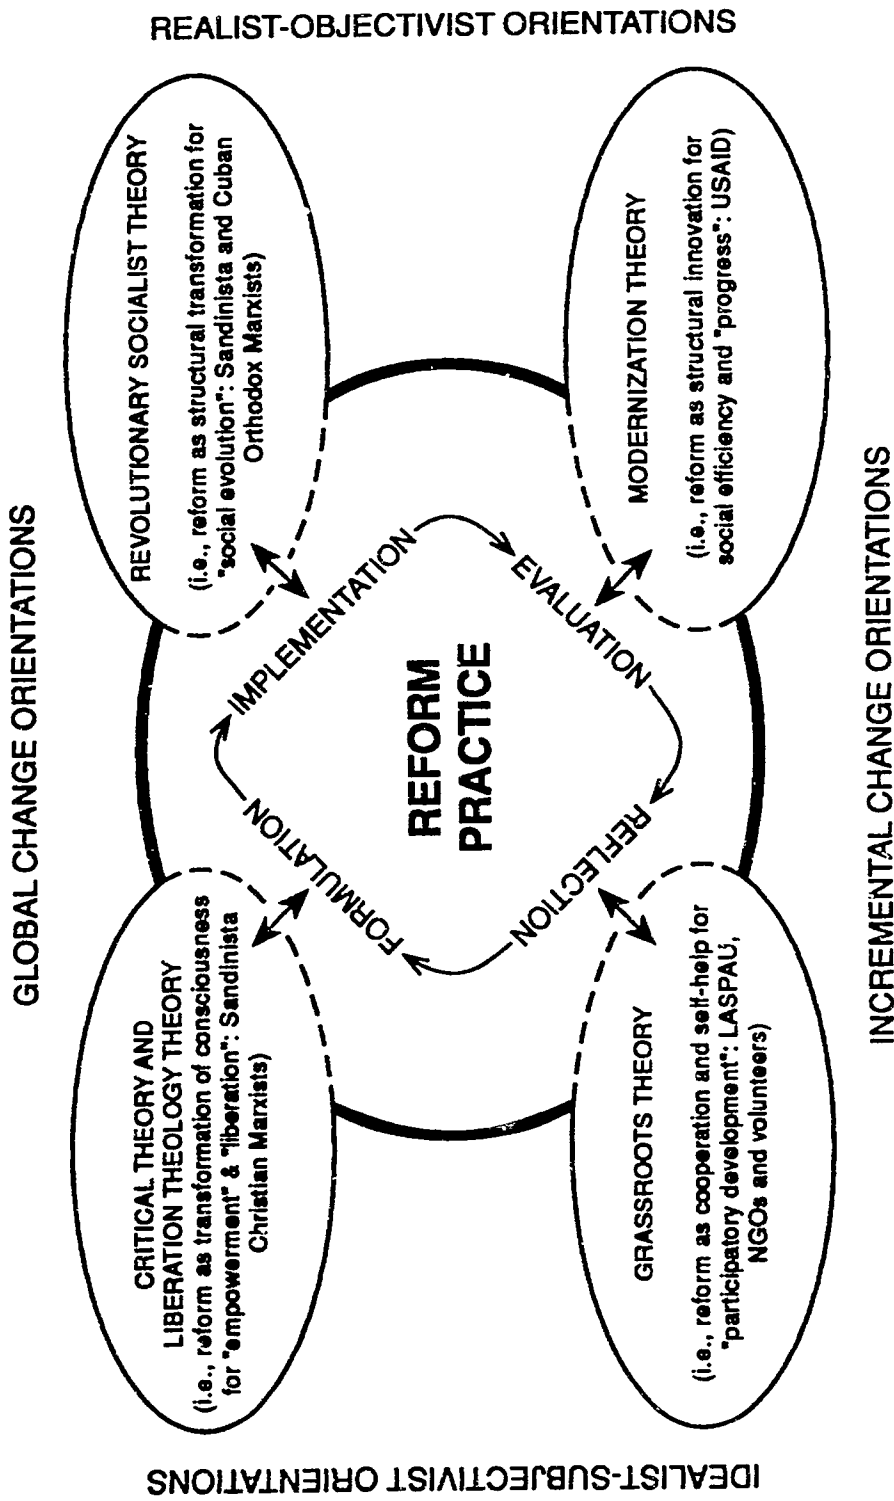 GLOBAL CHANGE ORIENTATIONS
CRITICAL THEORY AND
LIBERATION THEOLOGY THEORY
(i.e., reform as transformation of consciousness
for "empowerment" & "liberation": Sandinista
Christian Marxists)
REVOLUTIONARY SOCIALIST THEORY
(i.e., reform as structural transformation for
"social evolution": Sandinista and Cuban
Orthodox Marxists)
IDEALIST-SUBJECTIVIST ORIENTATIONS
FORMULATION
IMPLEMENTATION
REFORM
PRACTICE
REFLECTION
EVALUATION
REALIST-OBJECTIVIST ORIENTATIONS
GRASSROOTS THEORY
(i.e., reform as cooperation and self-help for
"participatory development": LASPAU,
NGOs and volunteers)
MODERNIZATION THEORY
(i.e., reform as structural innovation for
social efficiency and "progress": USAID)
INCREMENTAL CHANGE ORIENTATIONS